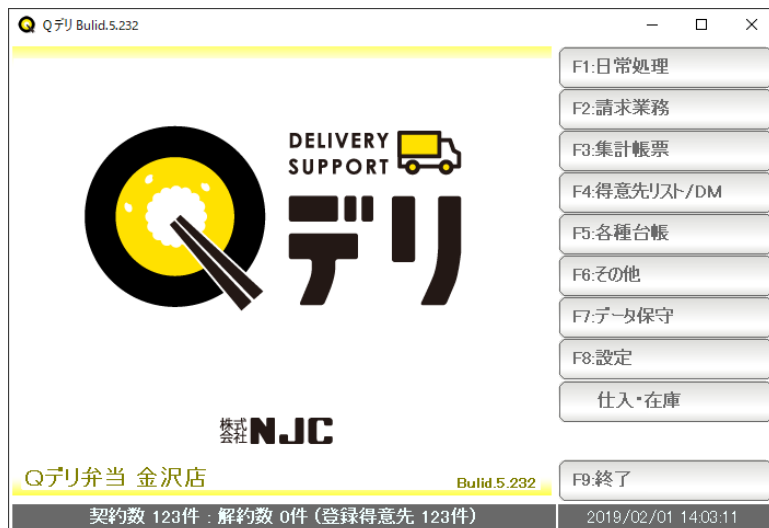 Qデリ Bulid.5.232
F1:日常処理
F2:請求業務
F3:集計帳票
F4:得意先リスト/DM
F5:各種台帳
F6:その他
F7:データ保守
F8:設定
仕入・在庫
F9:終了
DELIVERY
SUPPORT
Qデリ
株式会社NJC
Qデリ弁当 金沢店
Bulid.5.232
契約数 123件 : 解約数 0件 (登録得意先 123件)
2019/02/01 14:03:11